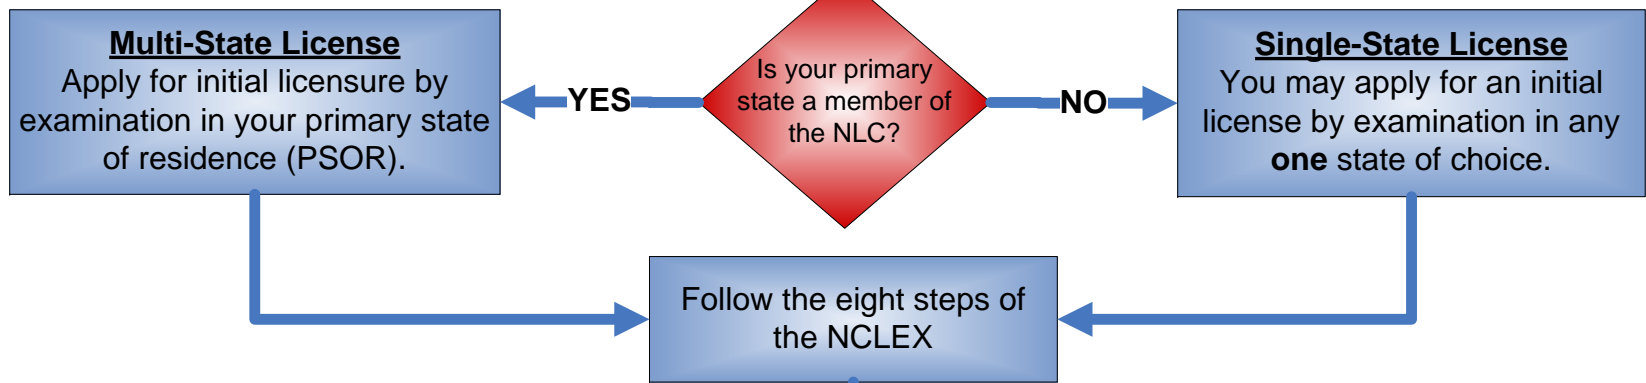 Multi-State License
Apply for initial licensure by
examination in your primary state
of residence (PSOR).
YES
Is your primary
state a member of
the NLC?
NO
Single-State License
You may apply for an initial
license by examination in any
one state of choice.
Follow the eight steps of
the NCLEX